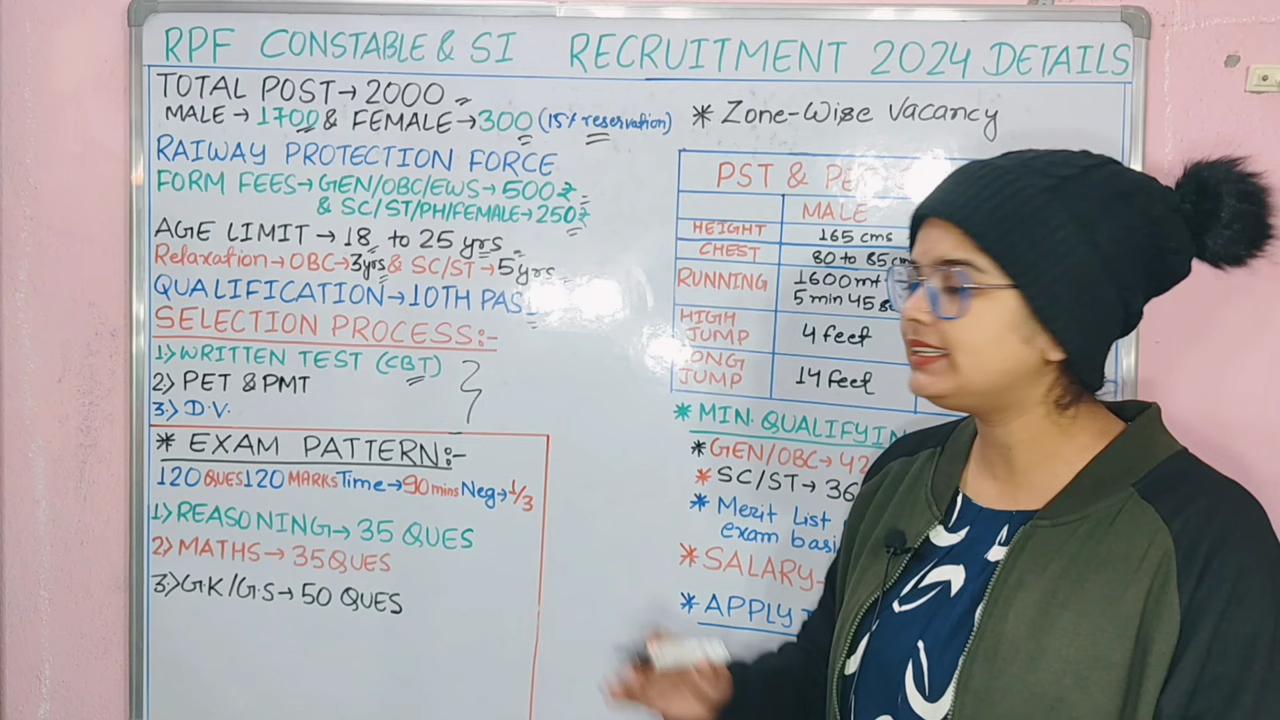 RPF CONSTABLE & SI RECRUITMENT 2024 DETAILS
TOTAL POST→2000
MALE→1700 & FEMALE→300 (15% reservation)
RAIWAY PROTECTION FORCE
FORM FEES→GEN/OBC/EWS→500₹
& SC/ST/PH/FEMALE→250₹
AGE LIMIT→18 to 25 yrs
Relaxation→OBC→3yrs & SC/ST→5yrs
QUALIFICATION→10TH PASS
SELECTION PROCESS:-
1> WRITTEN TEST (CBT)
2> PET & PMT
3.> D.V.
* EXAM PATTERN:-
120 QUES 120 MARKS Time→90 mins Neg→1/3
1> REASONING→ 35 QUES
2> MATHS→ 35 QUES
3.> G.K/G.S→ 50 QUES
* Zone-Wise Vacancy
PST &
MALE
HEIGHT 165 cms
CHEST 80 to 85 cm
RUNNING 1600 mt
5 min 45
HIGH JUMP 4 feet
LONG JUMP 14 feet
* MIN. QUALIFYIN
* GEN/OBC→ 42
* SC/ST→ 36
* Merit List
exam basi
* SALARY→
* APPLY